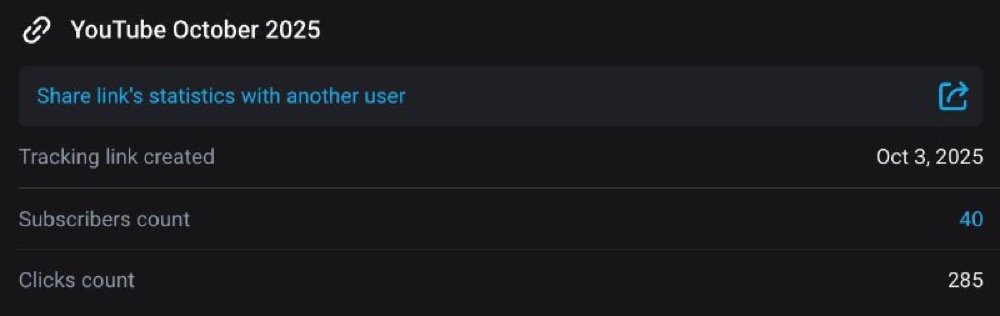 YouTube October 2025
Share link's statistics with another user
Tracking link created Oct 3, 2025
Subscribers count 40
Clicks count 285